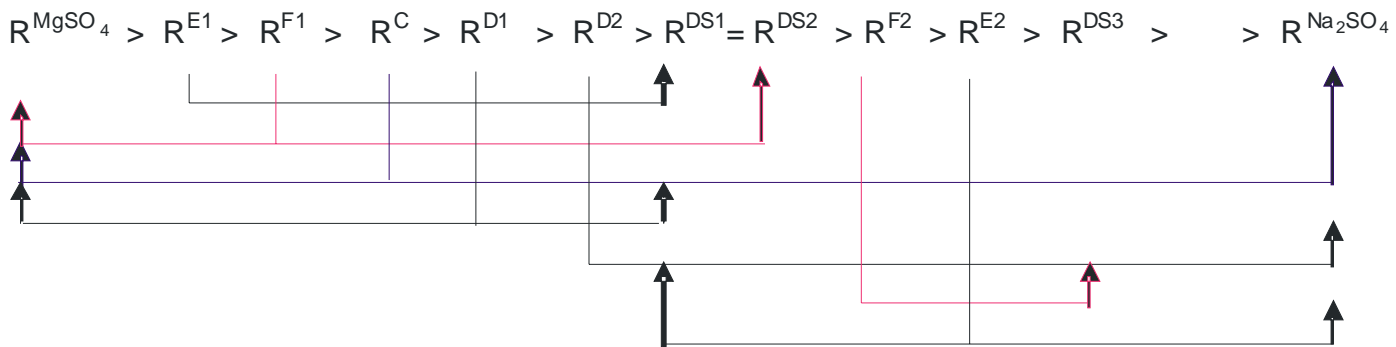 R^MgSO₄ > R^E1 > R^F1 > R^C > R^D1 > R^D2 > R^DS1 = R^DS2 > R^F2 > R^E2 > R^DS3 > > R^Na₂SO₄